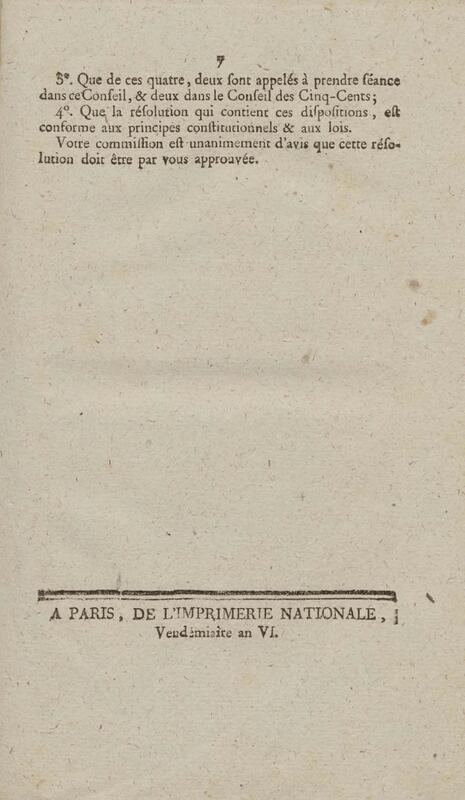 7
3°. Que de ces quatre, deux sont appelés à prendre séance
dans ce Conseil, & deux dans le Conseil des Cinq-Cents;
4°. Que la résolution qui contient ces dispositions, est
conforme aux principes constitutionnels & aux lois.
Votre commission est unanimement d'avis que cette réso-
lution doit être par vous approuvée.
A PARIS, DE L'IMPRIMERIE NATIONALE,
Vendémiaire an VI.